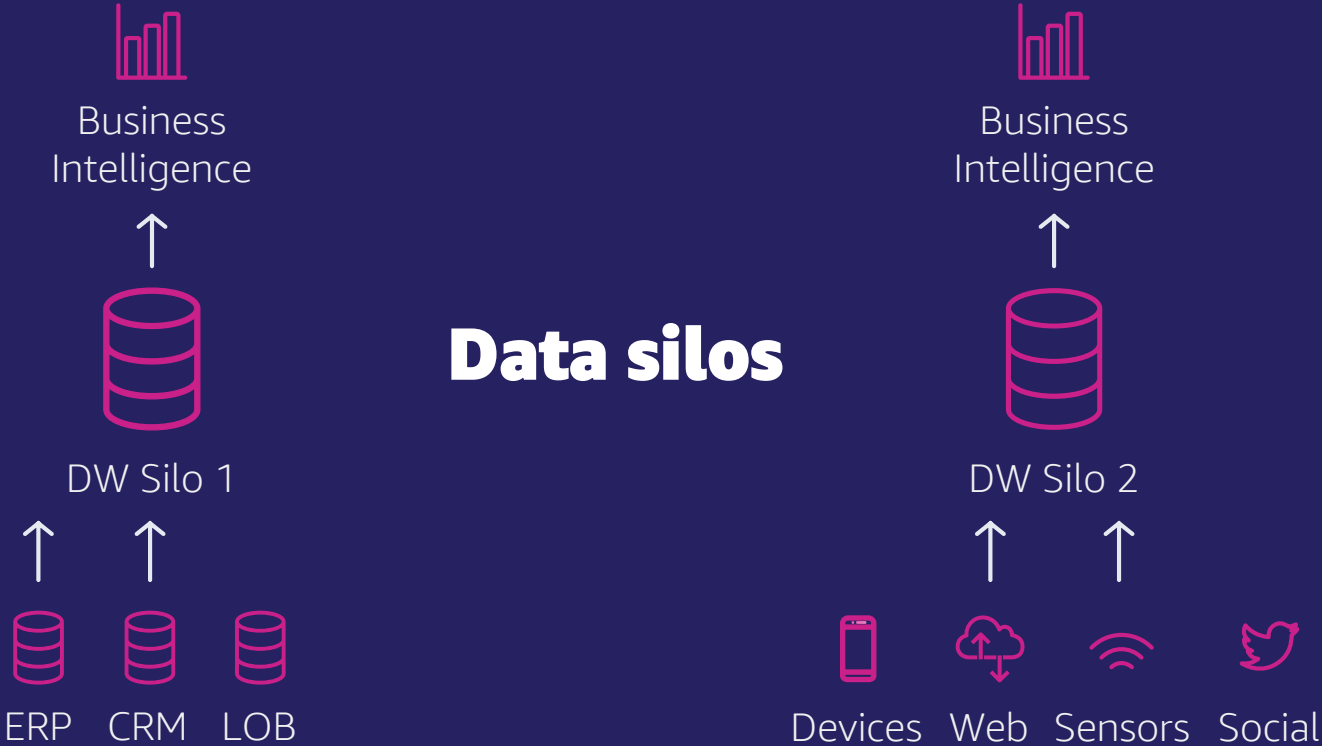 Business
Intelligence
Business
Intelligence
Data silos
DW Silo 1
DW Silo 2
ERP CRM LOB
Devices Web Sensors Social